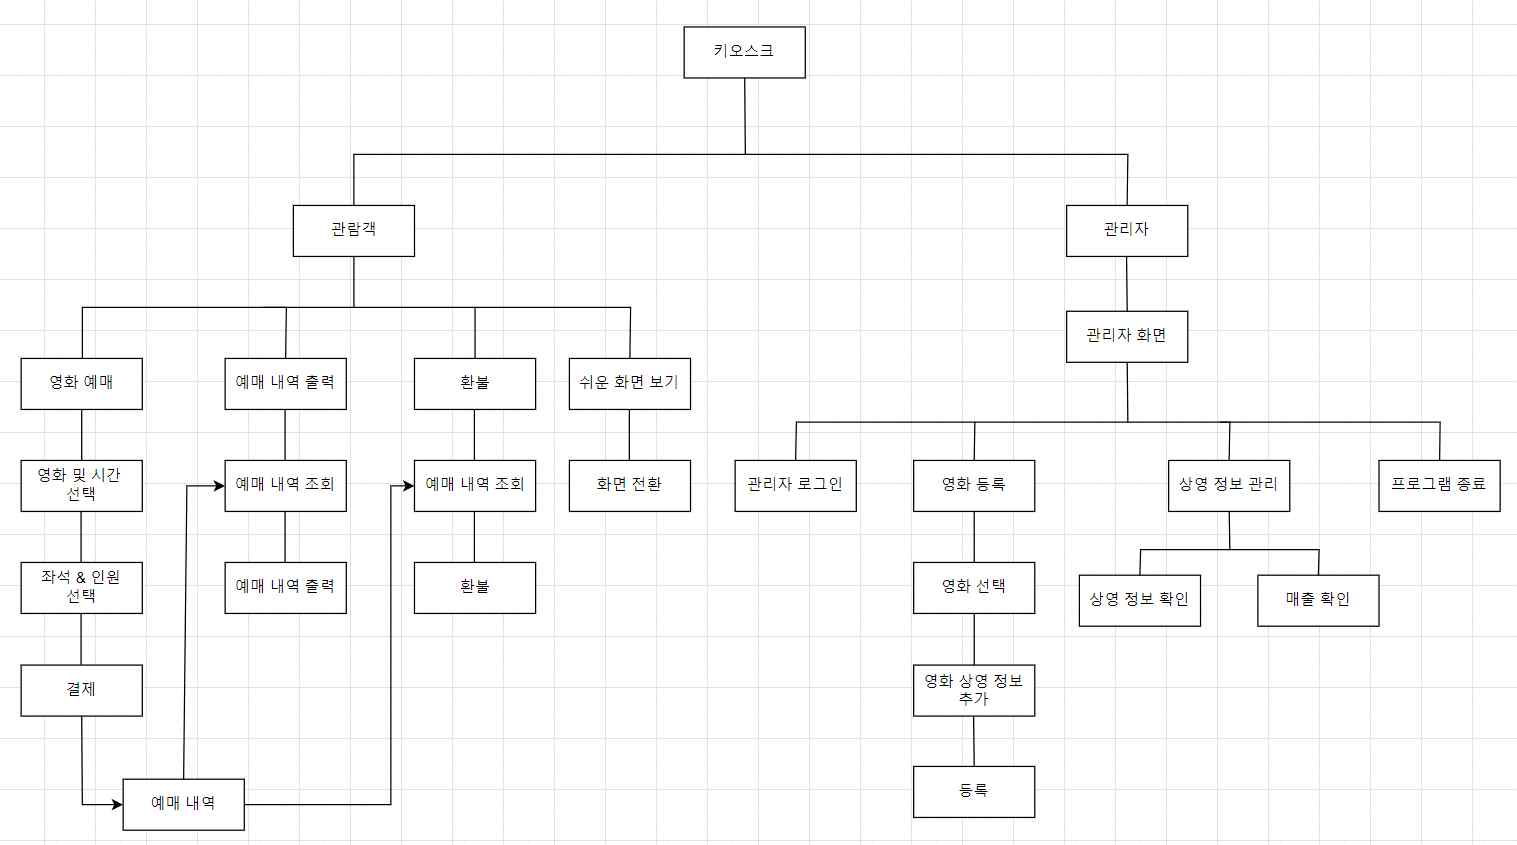 키오스크
관람객
관리자
관리자 화면
영화 예매
예매 내역 출력
환불
쉬운 화면 보기
영화 및 시간
선택
예매 내역 조회
예매 내역 조회
화면 전환
관리자 로그인
영화 등록
상영 정보 관리
프로그램 종료
좌석 & 인원
선택
예매 내역 출력
환불
영화 선택
상영 정보 확인
매출 확인
결제
영화 상영 정보
추가
예매 내역
등록